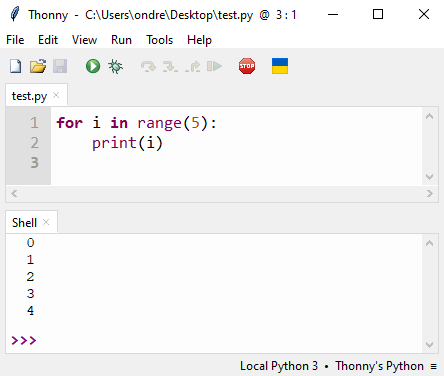 Thonny - C:\Users\ondre\Desktop\test.py @ 3 : 1
File Edit View Run Tools Help
STOP
test.py ×
1 for i in range(5):
2     print(i)
3
Shell ×
0
1
2
3
4
>>>
Local Python 3 • Thonny's Python ≡